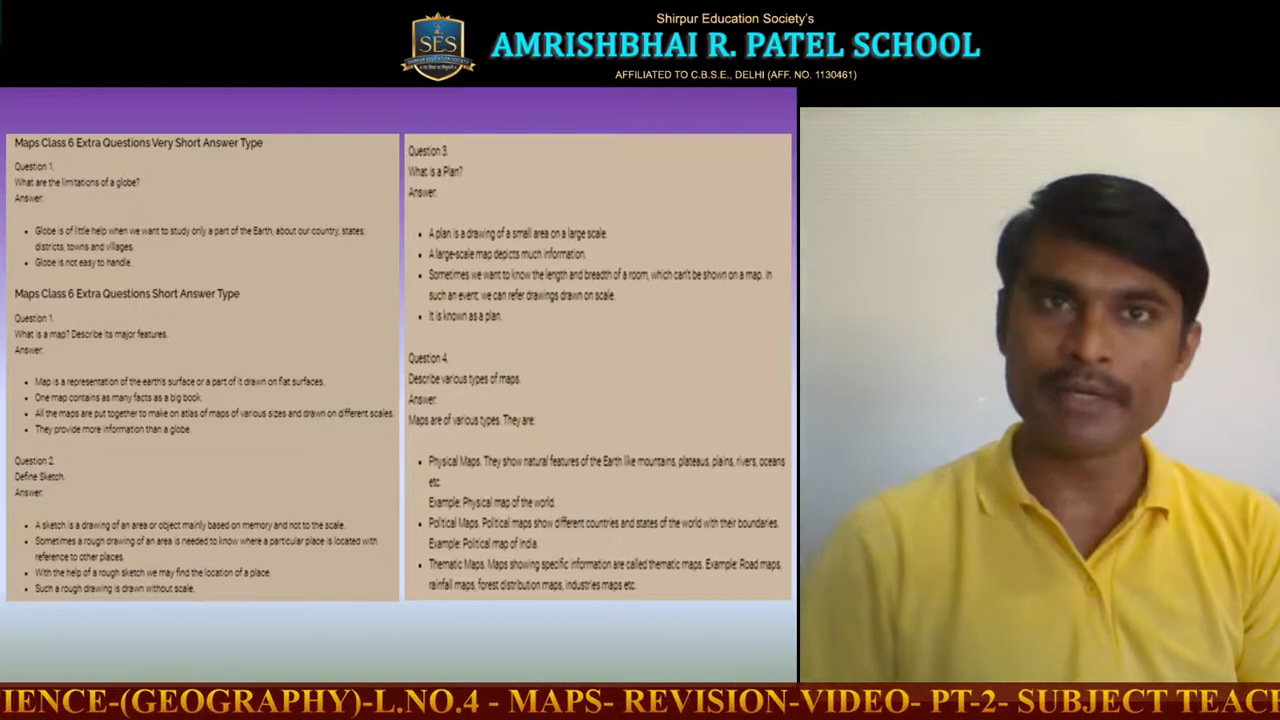 Shirpur Education Society's
AMRISHBHAI R. PATEL SCHOOL
AFFILIATED TO C.B.S.E., DELHI (AFF. NO. 1130461)
SES
SHIRPUR EDUCATION SOCIETY
Maps Class 6 Extra Questions Very Short Answer Type
Question 1.
What are the limitations of a globe?
Answer:
Globe is of little help when we want to study only a part of the Earth, about our country, states,
districts, towns and villages.
Globe is not easy to handle.
Maps Class 6 Extra Questions Short Answer Type
Question 1.
What is a map? Describe its major features.
Answer:
Map is a representation of the earth's surface or a part of it drawn on flat surfaces.
One map contains as many facts as a big book.
All the maps are put together to make on atlas of maps of various sizes and drawn on different scales.
They provide more information than a globe.
Question 2.
Define Sketch.
Answer:
A sketch is a drawing of an area or object mainly based on memory and not to the scale.
Sometimes a rough drawing of an area is needed to know where a particular place is located with
reference to other places.
With the help of a rough sketch we may find the location of a place.
Such a rough drawing is drawn without scale.
Question 3.
What is a Plan?
Answer:
A plan is a drawing of a small area on a large scale.
A large-scale map depicts much information.
Sometimes we want to know the length and breadth of a room, which can't be shown on a map. In
such an event, we can refer drawings drawn on scale.
It is known as a plan.
Question 4.
Describe various types of maps.
Answer:
Maps are of various types. They are:
Physical Maps. They show natural features of the Earth like mountains, plateaus, plains, rivers, oceans
etc.
Example: Physical map of the world.
Political Maps. Political maps show different countries and states of the world with their boundaries.
Example: Political map of India.
Thematic Maps. Maps showing specific information are called thematic maps. Example: Road maps,
rainfall maps, forest distribution maps, industries maps etc.
IENCE-(GEOGRAPHY)-L.NO.4 - MAPS- REVISION-VIDEO- PT-2- SUBJECT TEAC